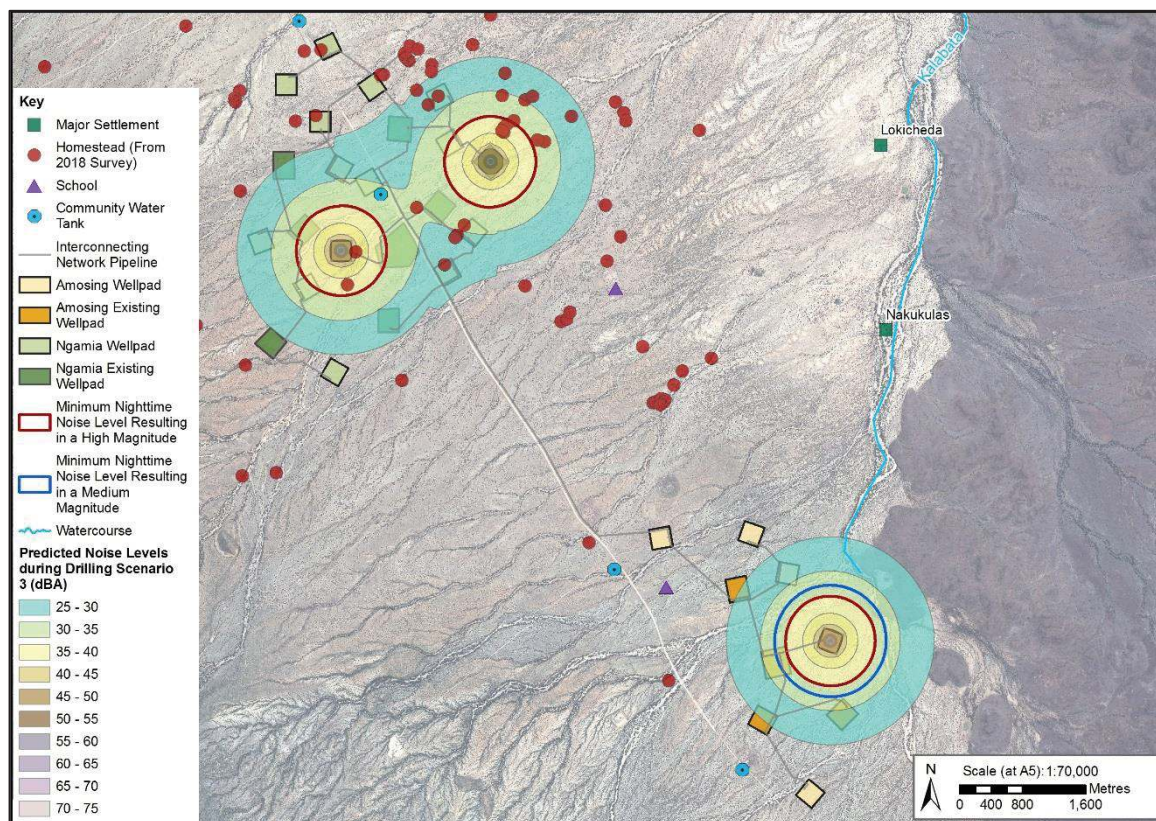 Key
Major Settlement
Homestead (From
2018 Survey)
School
Community Water
Tank
Interconnecting
Network Pipeline
Amosing Wellpad
Amosing Existing
Wellpad
Ngamia Wellpad
Ngamia Existing
Wellpad
Minimum Nighttime
Noise Level Resulting
in a High Magnitude
Minimum Nighttime
Noise Level Resulting
in a Medium
Magnitude
Watercourse
Predicted Noise Levels
during Drilling Scenario
3 (dBA)
25 - 30
30 - 35
35 - 40
40 - 45
45 - 50
50 - 55
55 - 60
60 - 65
65 - 70
70 - 75
Kalabata
Lokicheda
Nakukulas
N
Scale (at A5): 1:70,000
Metres
0 400 800 1,600